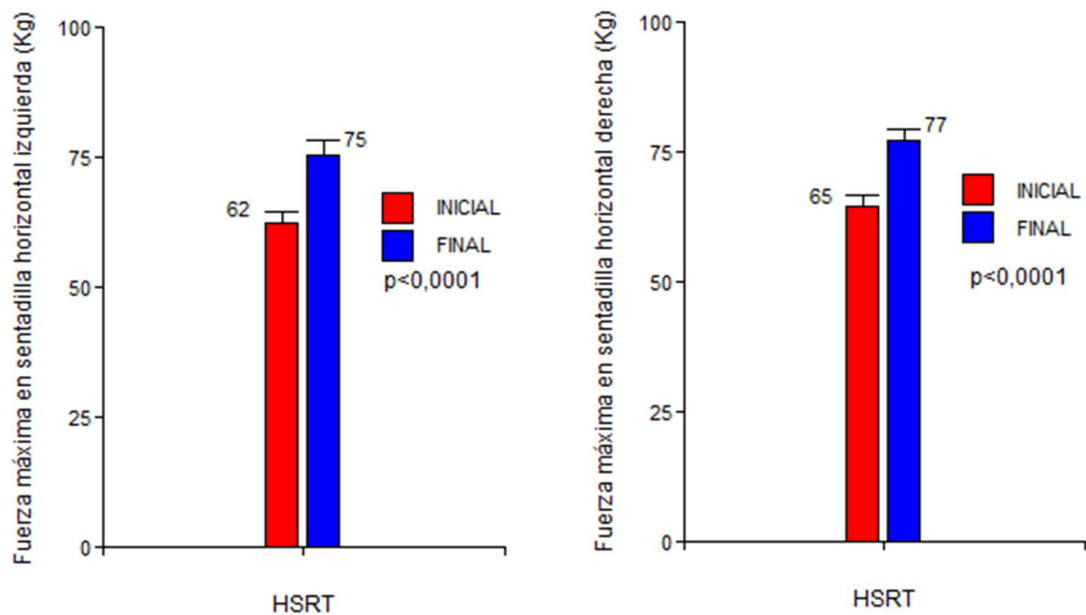 Fuerza máxima en sentadilla horizontal izquierda (Kg)
100
75
50
25
0
62
75
INICIAL
FINAL
p<0,0001
HSRT
Fuerza máxima en sentadilla horizontal derecha (Kg)
100
75
50
25
0
65
77
INICIAL
FINAL
p<0,0001
HSRT